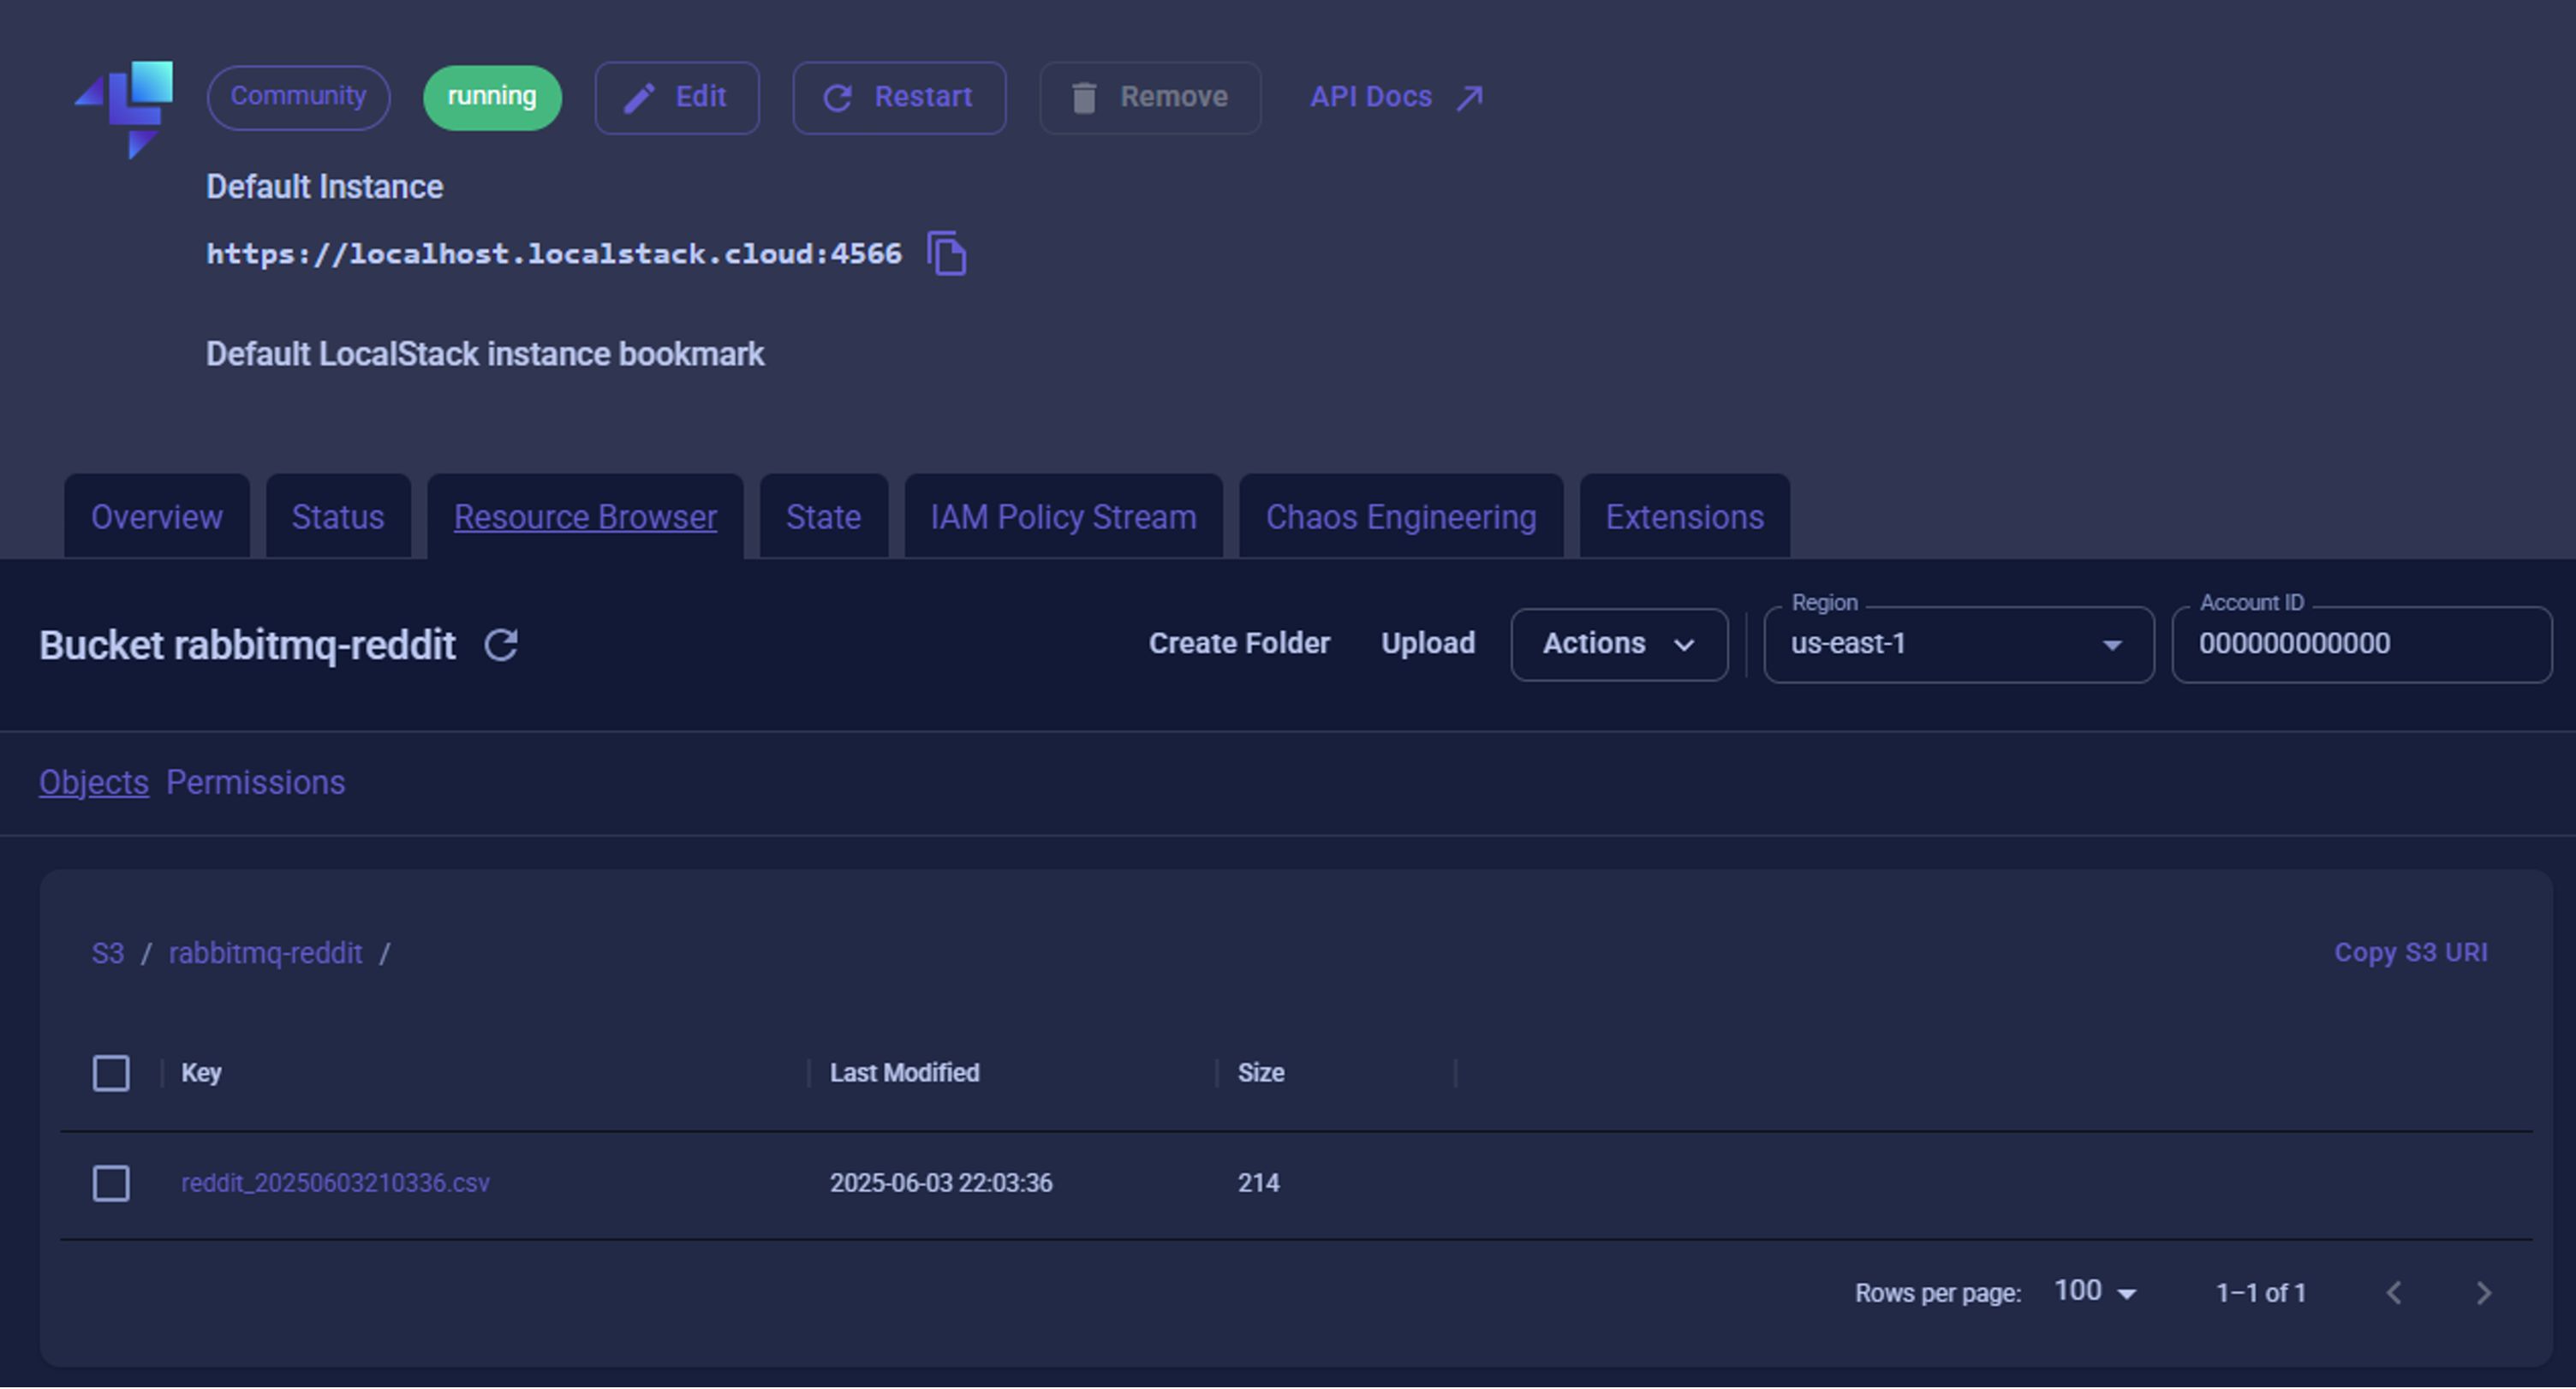 Community running Edit Restart Remove API Docs
Default Instance
https://localhost.localstack.cloud:4566
Default LocalStack instance bookmark
Overview Status Resource Browser State IAM Policy Stream Chaos Engineering Extensions
Bucket rabbitmq-reddit Create Folder Upload Actions Region us-east-1 Account ID 000000000000
Objects Permissions
S3 / rabbitmq-reddit / Copy S3 URI
Key Last Modified Size
reddit_20250603210336.csv 2025-06-03 22:03:36 214
Rows per page: 100 1–1 of 1